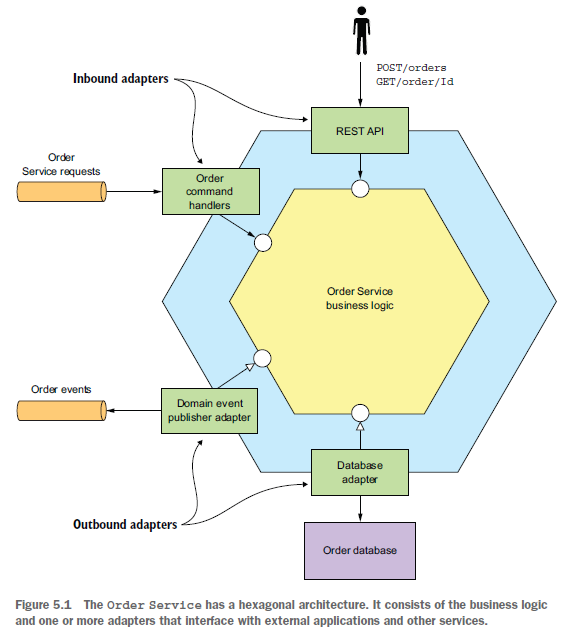 POST/orders
GET/order/Id
Inbound adapters
REST API
Order
Service requests
Order
command
handlers
Order Service
business logic
Order events
Domain event
publisher adapter
Database
adapter
Outbound adapters
Order database
Figure 5.1 The Order Service has a hexagonal architecture. It consists of the business logic
and one or more adapters that interface with external applications and other services.